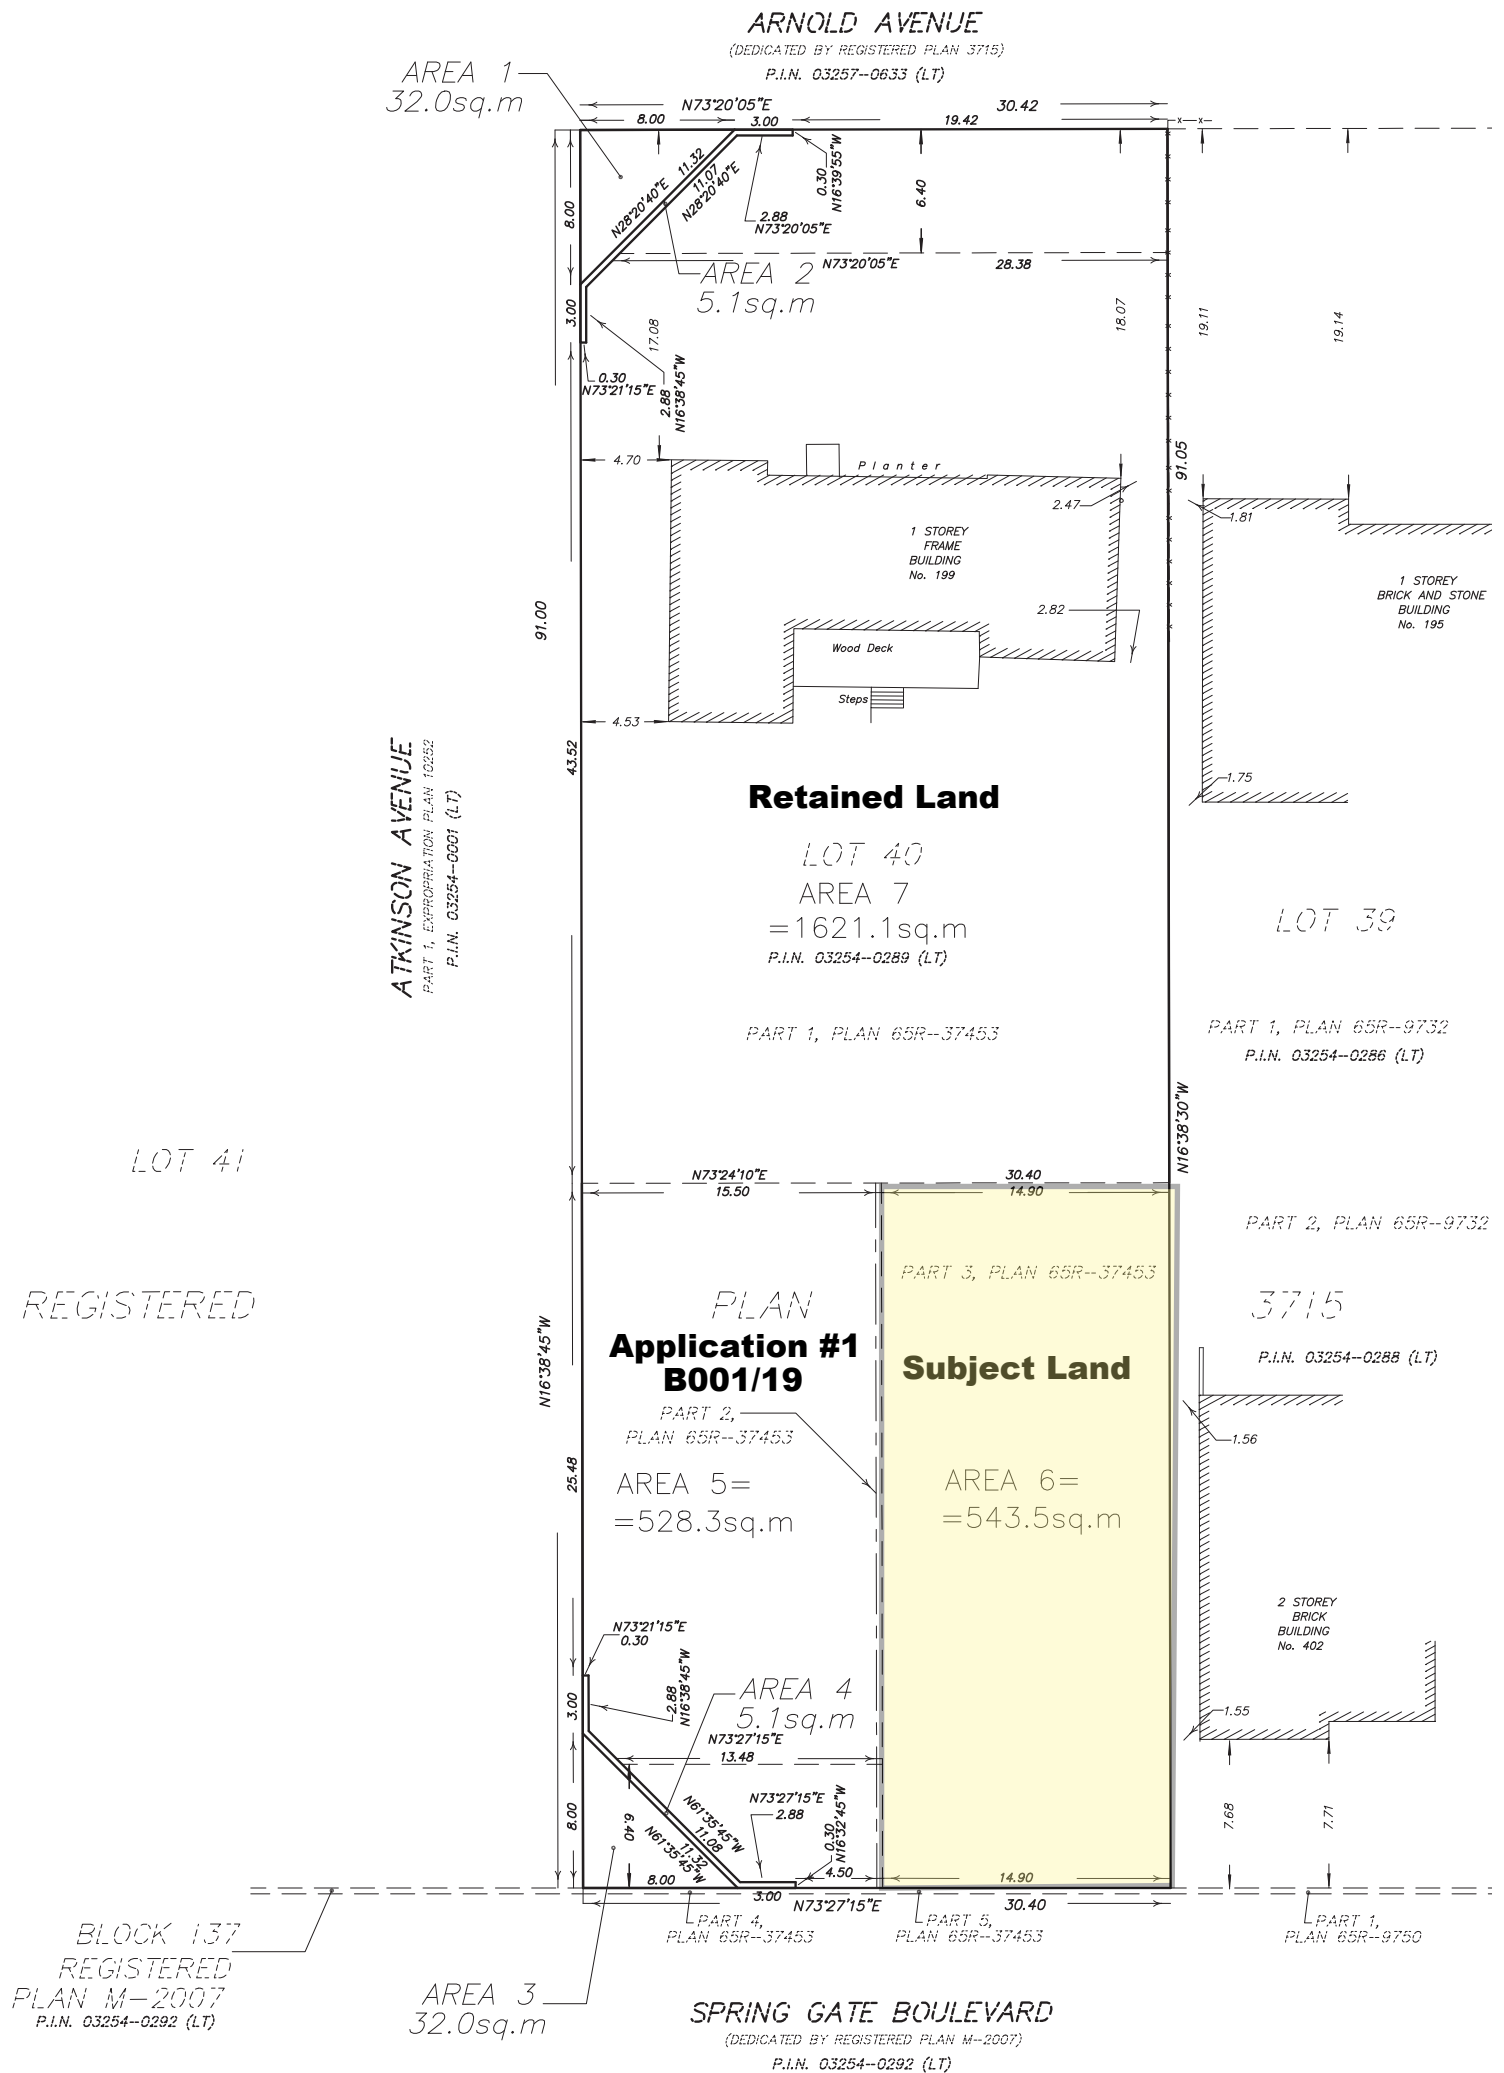 ARNOLD AVENUE
(DEDICATED BY REGISTERED PLAN 3715)
P.I.N. 03257--0633 (LT)
AREA 1
32.0sq.m
N73°20'05"E
30.42
8.00
3.00
19.42
x--x--
8.00
N28°20'40"E
11.32
11.07
N28°20'40"E
0.30
N16°39'55"W
2.88
N73°20'05"E
6.40
N73°20'05"E
28.38
AREA 2
5.1sq.m
3.00
17.08
18.07
19.11
19.14
0.30
N73°21'15"E
2.88
N16°38'45"W
4.70
Planter
91.05
2.47
1.81
1 STOREY
FRAME
BUILDING
No. 199
1 STOREY
BRICK AND STONE
BUILDING
No. 195
91.00
2.82
Wood Deck
Steps
4.53
43.52
1.75
ATKINSON AVENUE
PART 1, EXPROPRIATION PLAN 10252
P.I.N. 03254--0001 (LT)
Retained Land
LOT 40
AREA 7
=1621.1sq.m
P.I.N. 03254--0289 (LT)
LOT 39
PART 1, PLAN 65R--37453
PART 1, PLAN 65R--9732
P.I.N. 03254--0286 (LT)
N16°38'30"W
LOT 41
N73°24'10"E
30.40
15.50
14.90
PART 2, PLAN 65R--9732
PART 3, PLAN 65R--37453
REGISTERED
PLAN
3715
N16°38'45"W
Application #1
B001/19
Subject Land
P.I.N. 03254--0288 (LT)
PART 2,
PLAN 65R--37453
1.56
25.48
AREA 5=
=528.3sq.m
AREA 6=
=543.5sq.m
2 STOREY
BRICK
BUILDING
No. 402
N73°21'15"E
0.30
2.88
N16°38'45"W
3.00
AREA 4
5.1sq.m
1.55
N73°27'15"E
13.48
8.00
6.40
N61°35'45"W
11.08
11.32
N61°35'45"W
N73°27'15"E
2.88
0.30
N16°32'45"W
7.68
7.71
8.00
4.50
14.90
3.00
N73°27'15"E
30.40
PART 4,
PLAN 65R--37453
PART 5,
PLAN 65R--37453
PART 1,
PLAN 65R--9750
BLOCK 137
REGISTERED
PLAN M-2007
P.I.N. 03254--0292 (LT)
AREA 3
32.0sq.m
SPRING GATE BOULEVARD
(DEDICATED BY REGISTERED PLAN M--2007)
P.I.N. 03254--0292 (LT)